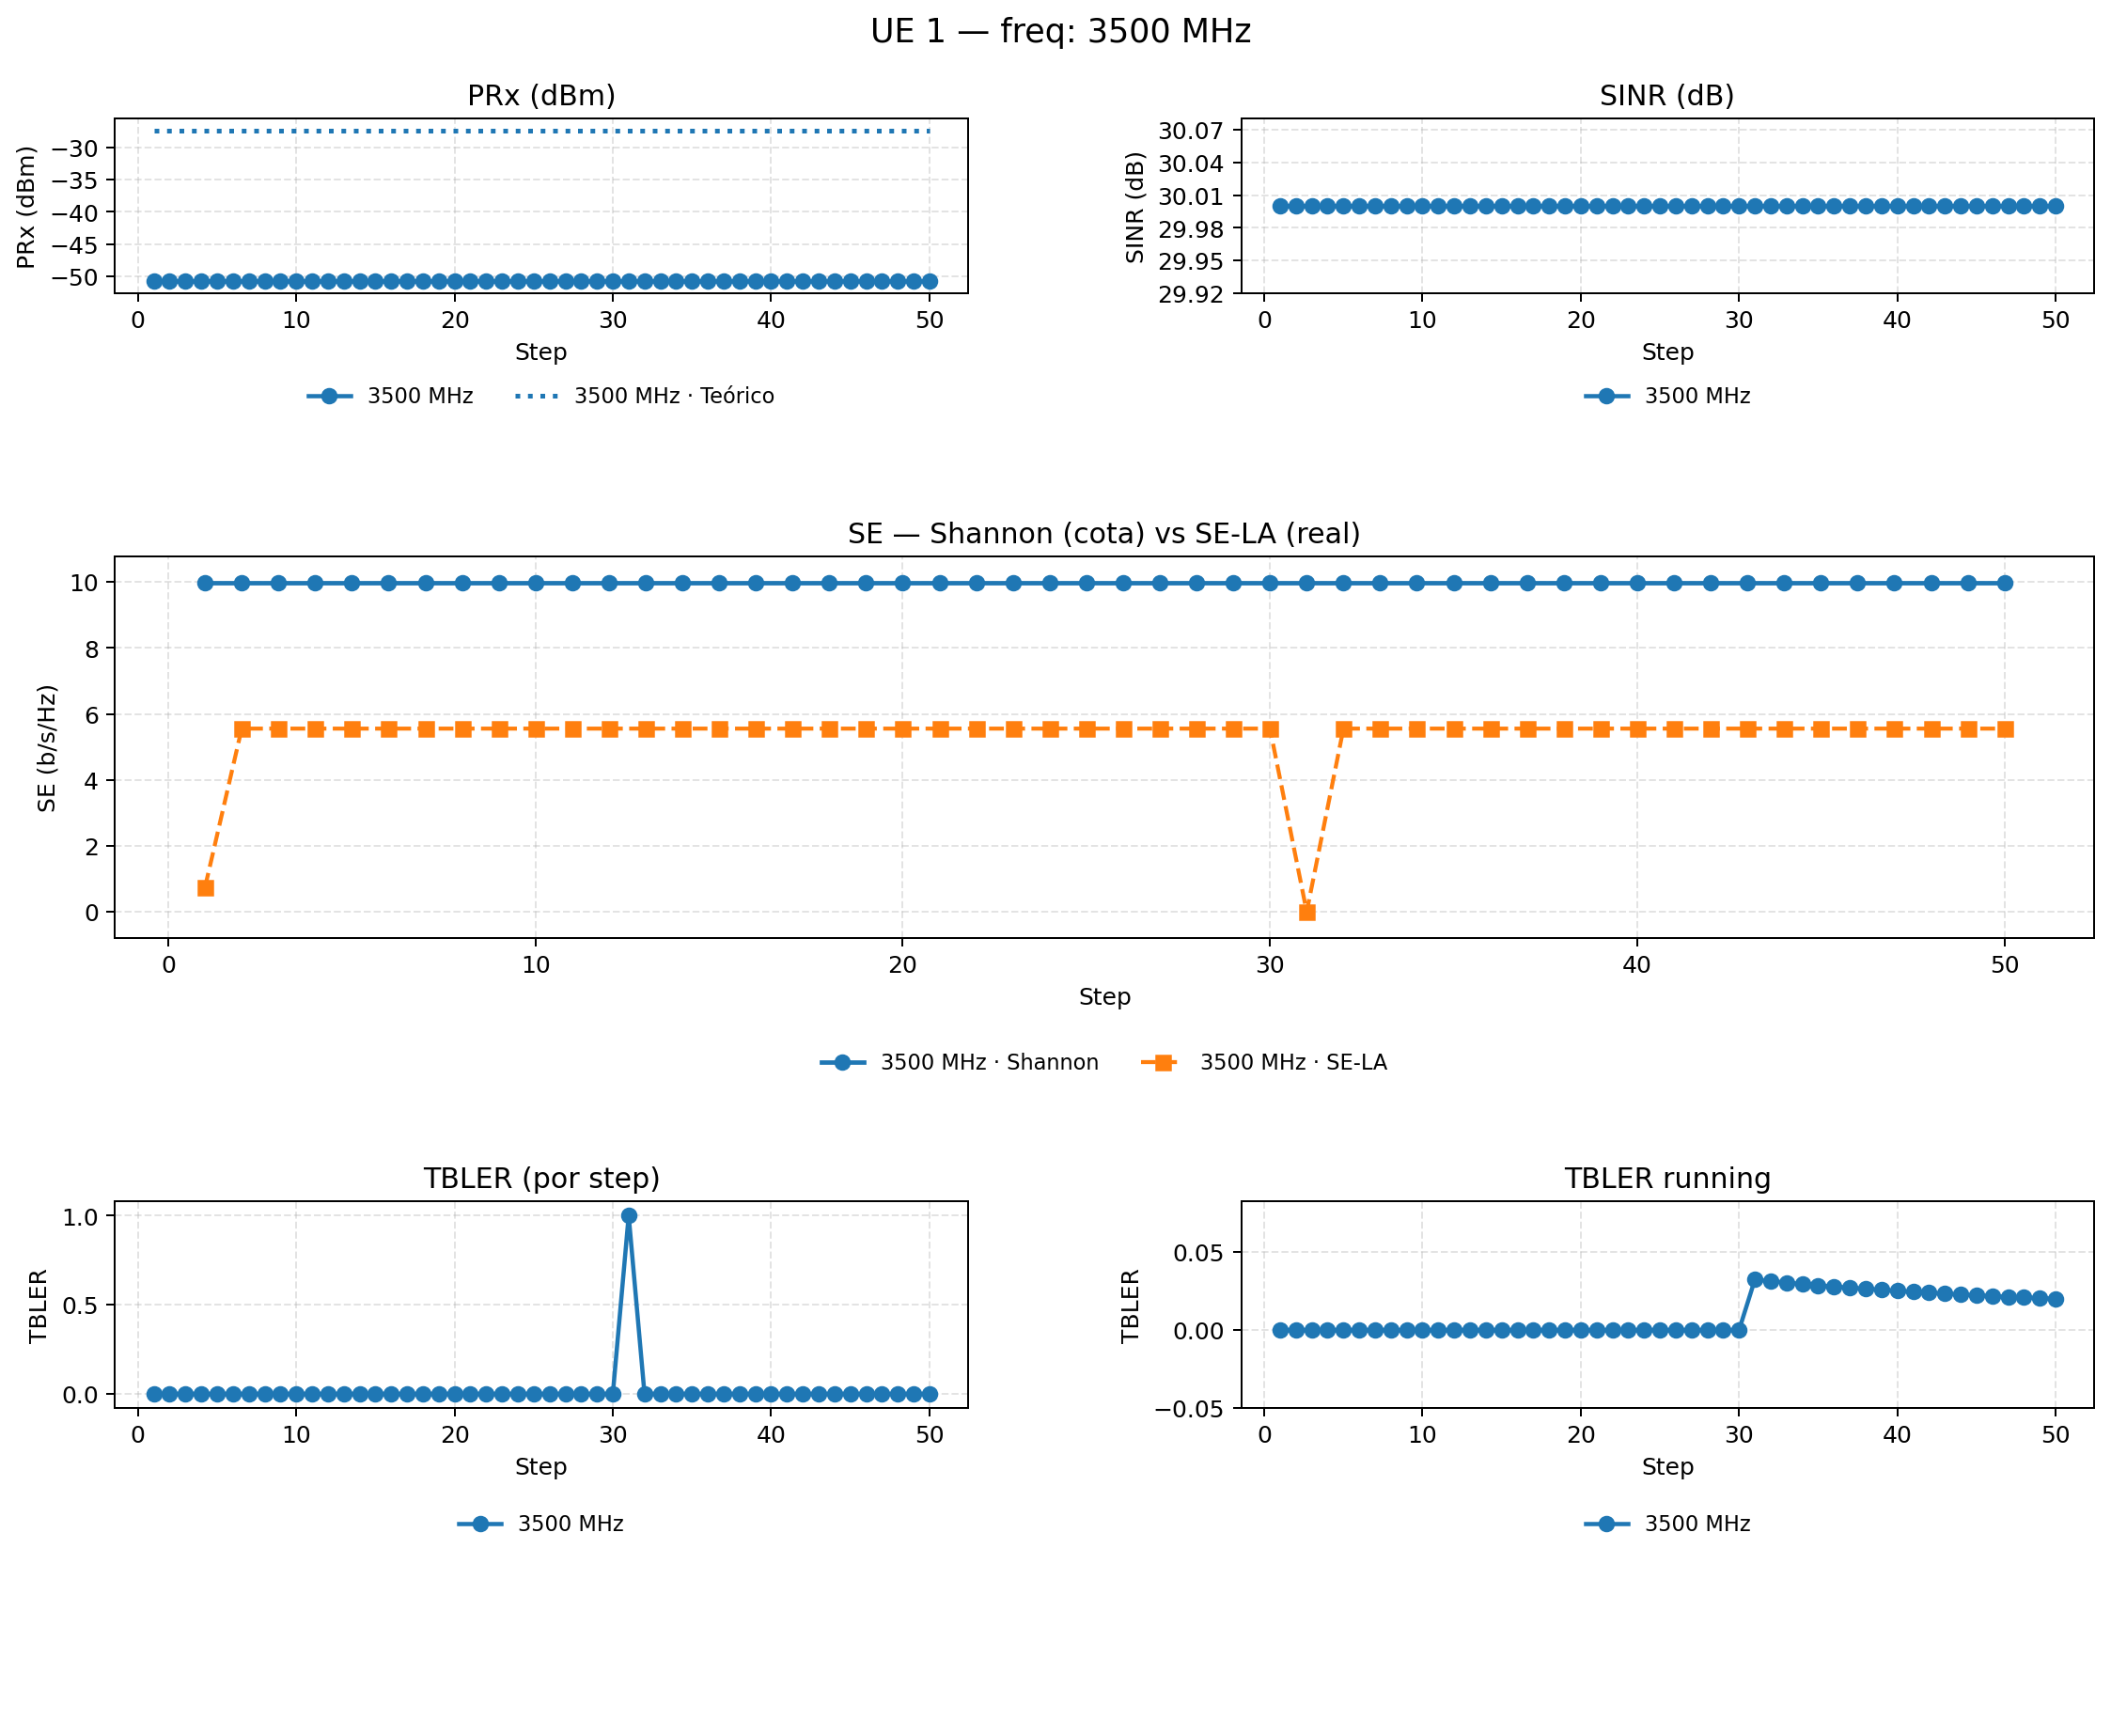 UE 1 — freq: 3500 MHz
PRx (dBm)
PRx (dBm)
−30
−35
−40
−45
−50
0 10 20 30 40 50
Step
3500 MHz 3500 MHz · Teórico
SINR (dB)
SINR (dB)
30.07
30.04
30.01
29.98
29.95
29.92
0 10 20 30 40 50
Step
3500 MHz
SE — Shannon (cota) vs SE-LA (real)
SE (b/s/Hz)
10
8
6
4
2
0
0 10 20 30 40 50
Step
3500 MHz · Shannon 3500 MHz · SE-LA
TBLER (por step)
TBLER
1.0
0.5
0.0
0 10 20 30 40 50
Step
3500 MHz
TBLER running
TBLER
0.05
0.00
−0.05
0 10 20 30 40 50
Step
3500 MHz